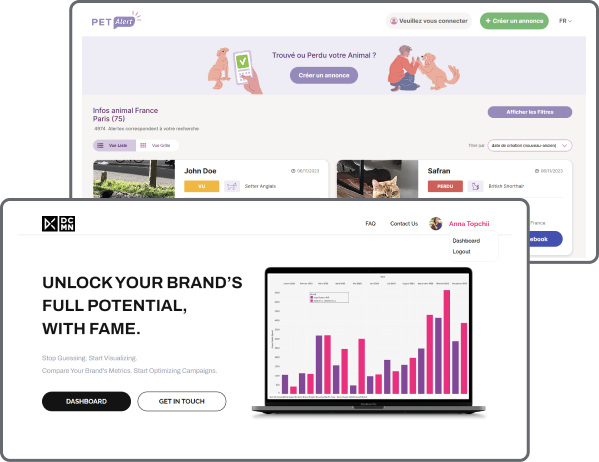 PET Alert
Veuillez vous connecter
+ Créer un annonce
FR
Trouvé ou Perdu votre Animal ?
Créer un annonce
Infos animal France
Paris (75)
4974 Alertes correspondent à votre recherche
Afficher les Filtres
Vue Liste
Vue Grille
Trier par
date de création (nouveau-ancien)
John Doe
06/11/2023
VU
Setter Anglais
Safran
06/11/2023
PERDU
British Shorthair
France
ebook
DC
MN
FAQ
Contact Us
Anna Topchii
Dashboard
Logout
UNLOCK YOUR BRAND'S
FULL POTENTIAL,
WITH FAME.
Stop Guessing. Start Visualizing.
Compare Your Brand's Metrics. Start Optimizing Campaigns.
DASHBOARD
GET IN TOUCH